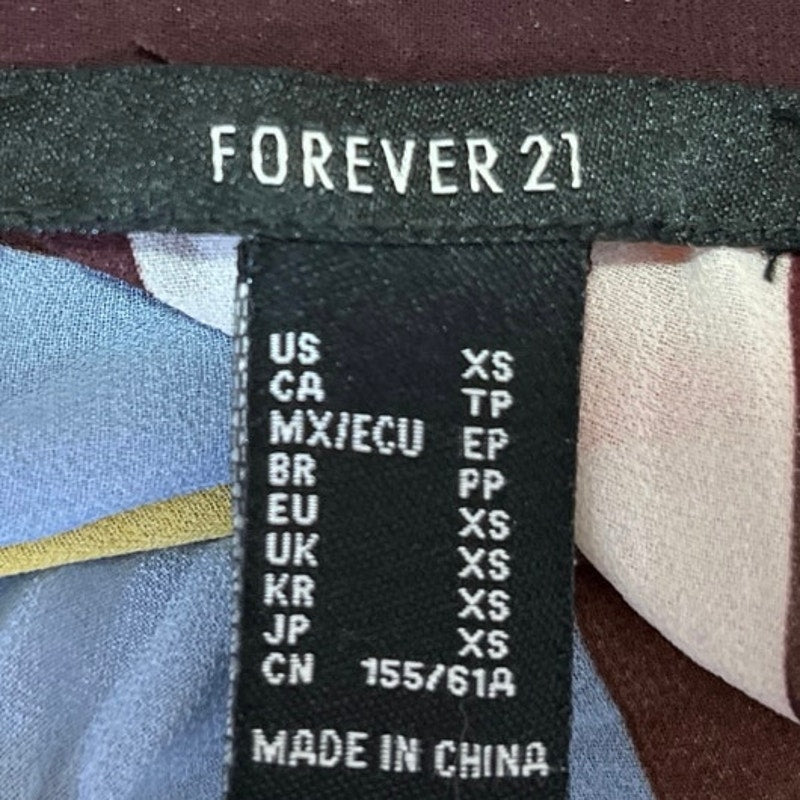 FOREVER 21
US XS
CA TP
MX/ECU EP
BR PP
EU XS
UK XS
KR XS
JP XS
CN 155/61A
MADE IN CHINA